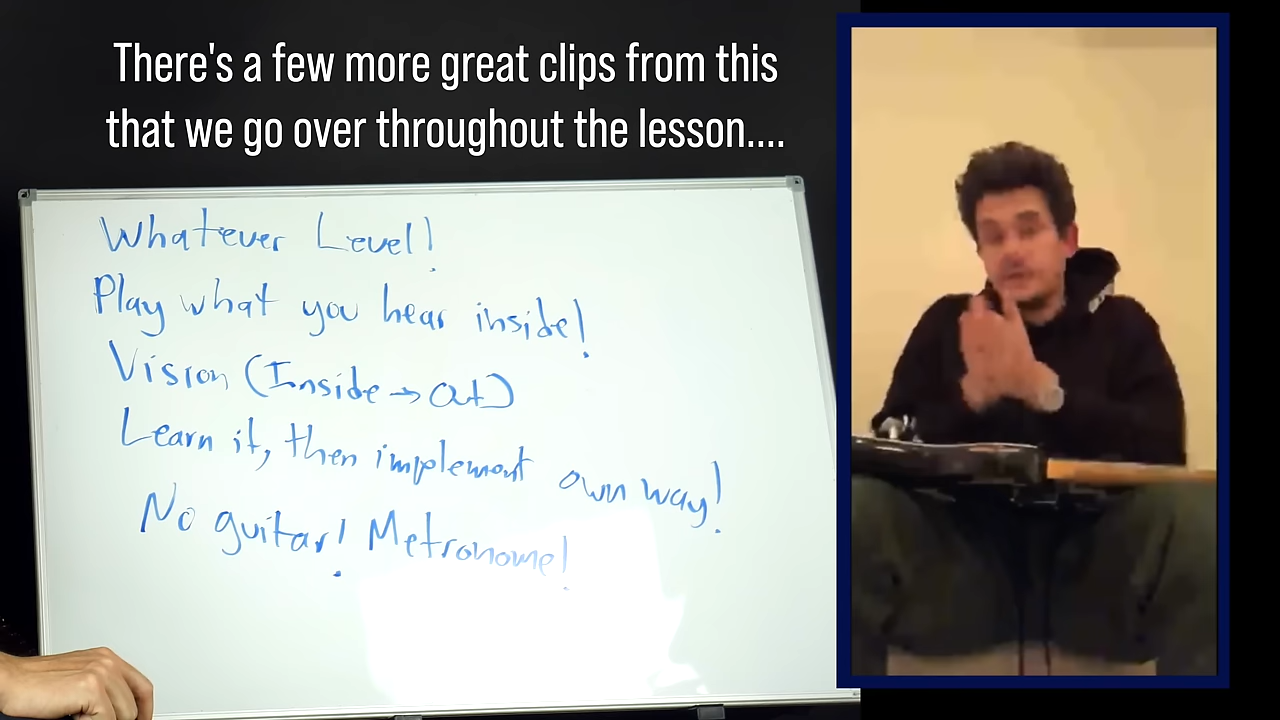 There's a few more great clips from this
that we go over throughout the lesson....
Whatever Level!
Play what you hear inside!
Vision (Inside → Out)
Learn it, then implement own way!
No guitar! Metronome!